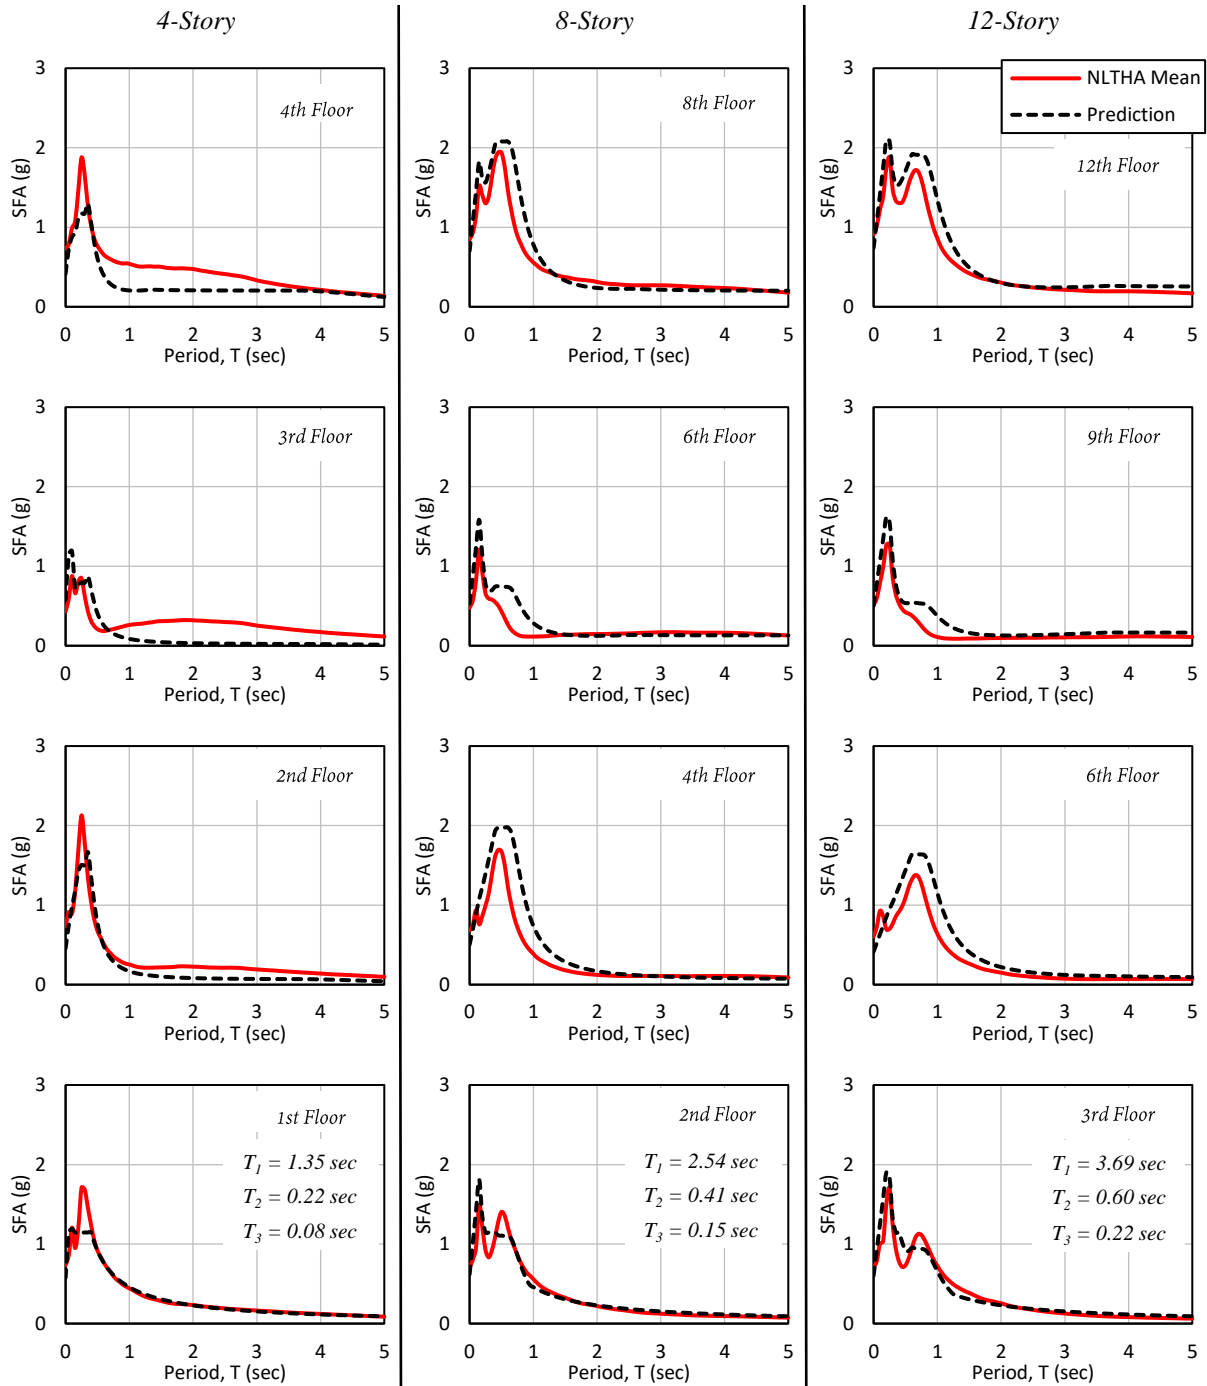 4-Story
8-Story
12-Story
3
2
1
0
SFA (g)
4th Floor
0 1 2 3 4 5
Period, T (sec)
3
2
1
0
SFA (g)
8th Floor
0 1 2 3 4 5
Period, T (sec)
3
2
1
0
SFA (g)
NLTHA Mean
Prediction
12th Floor
0 1 2 3 4 5
Period, T (sec)
3
2
1
0
SFA (g)
3rd Floor
0 1 2 3 4 5
Period, T (sec)
3
2
1
0
SFA (g)
6th Floor
0 1 2 3 4 5
Period, T (sec)
3
2
1
0
SFA (g)
9th Floor
0 1 2 3 4 5
Period, T (sec)
3
2
1
0
SFA (g)
2nd Floor
0 1 2 3 4 5
Period, T (sec)
3
2
1
0
SFA (g)
4th Floor
0 1 2 3 4 5
Period, T (sec)
3
2
1
0
SFA (g)
6th Floor
0 1 2 3 4 5
Period, T (sec)
3
2
1
0
SFA (g)
1st Floor
T1 = 1.35 sec
T2 = 0.22 sec
T3 = 0.08 sec
0 1 2 3 4 5
Period, T (sec)
3
2
1
0
SFA (g)
2nd Floor
T1 = 2.54 sec
T2 = 0.41 sec
T3 = 0.15 sec
0 1 2 3 4 5
Period, T (sec)
3
2
1
0
SFA (g)
3rd Floor
T1 = 3.69 sec
T2 = 0.60 sec
T3 = 0.22 sec
0 1 2 3 4 5
Period, T (sec)